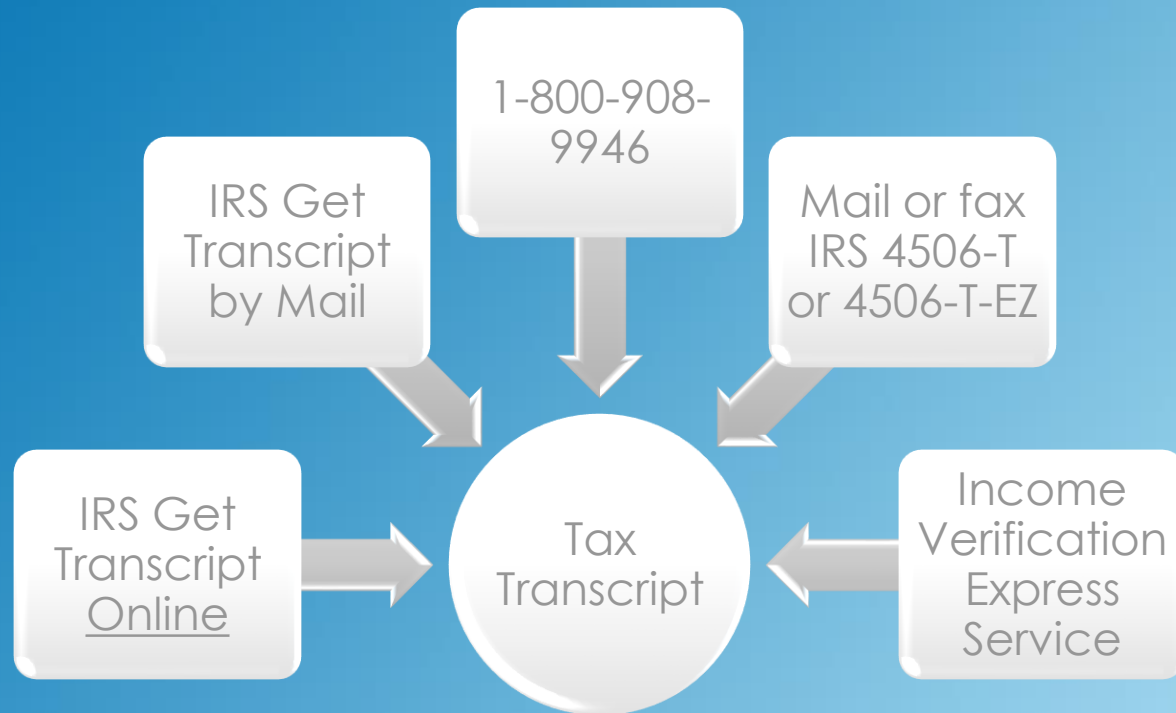 IRS Get
Transcript
Online
IRS Get
Transcript
by Mail
1-800-908-
9946
Mail or fax
IRS 4506-T
or 4506-T-EZ
Income
Verification
Express
Service
Tax
Transcript